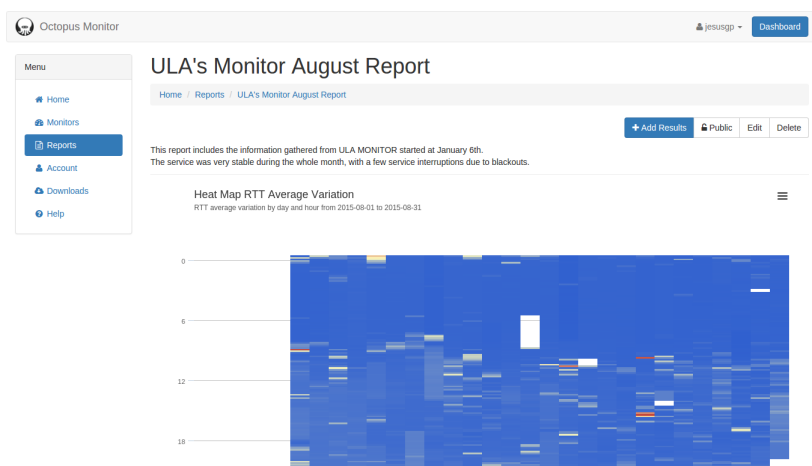 Octopus Monitor
jesusgp
Dashboard
Menu
Home
Monitors
Reports
Account
Downloads
Help
ULA's Monitor August Report
Home / Reports / ULA's Monitor August Report
+ Add Results
Public
Edit
Delete
This report includes the information gathered from ULA MONITOR started at January 6th.
The service was very stable during the whole month, with a few service interruptions due to blackouts.
Heat Map RTT Average Variation
RTT average variation by day and hour from 2015-08-01 to 2015-08-31
0
6
12
18